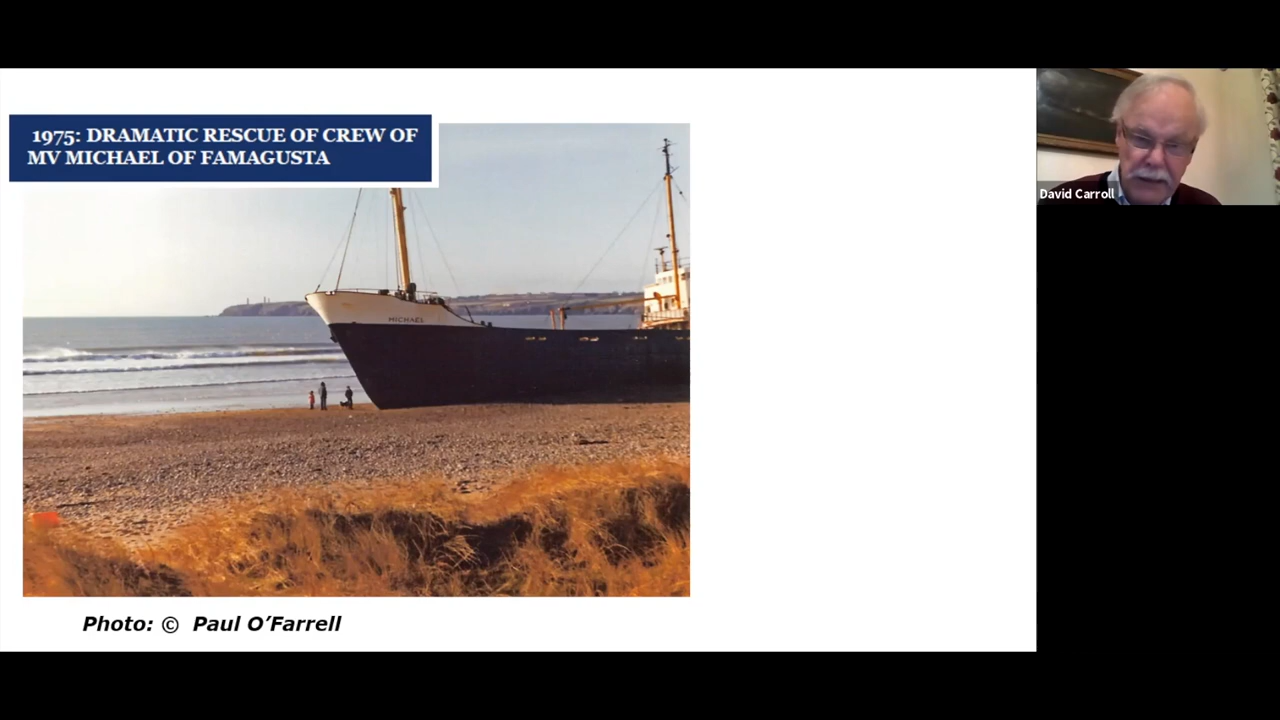 1975: DRAMATIC RESCUE OF CREW OF
MV MICHAEL OF FAMAGUSTA
MICHAEL
Photo: © Paul O’Farrell
David Carroll